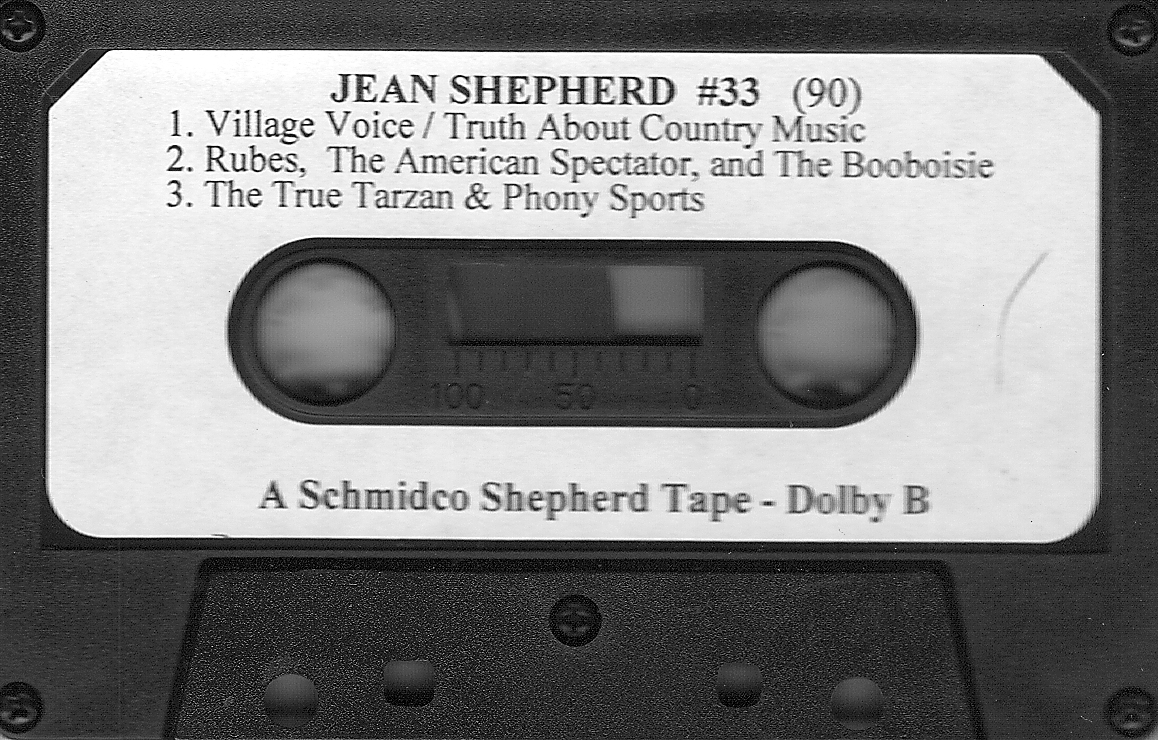 JEAN SHEPHERD #33 (90)
1. Village Voice / Truth About Country Music
2. Rubes, The American Spectator, and The Booboisie
3. The True Tarzan & Phony Sports
100 50 0
A Schmidco Shepherd Tape - Dolby B